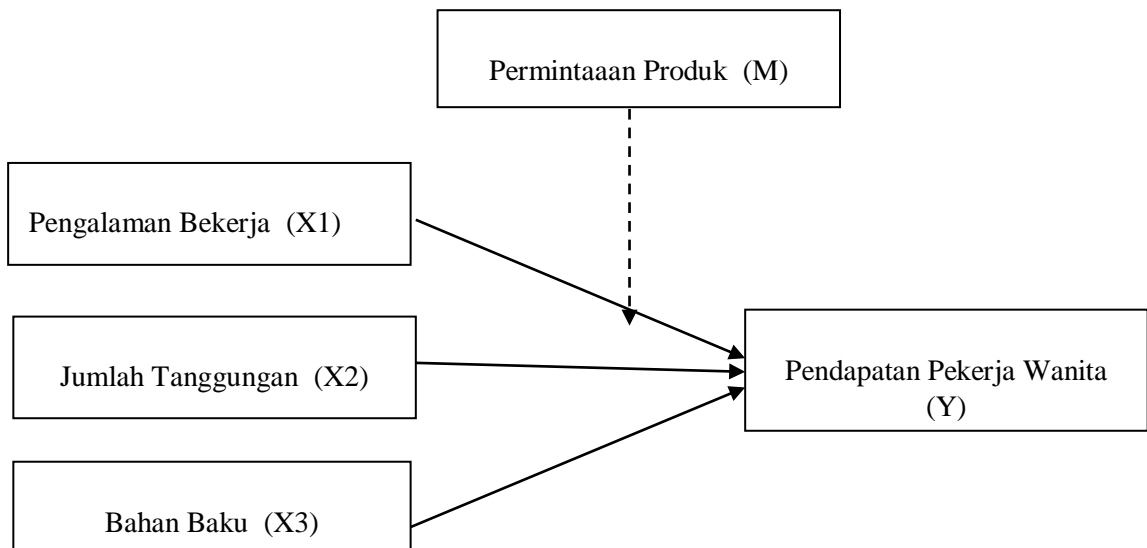 Permintaaan Produk (M)
Pengalaman Bekerja (X1)
Jumlah Tanggungan (X2)
Pendapatan Pekerja Wanita
(Y)
Bahan Baku (X3)